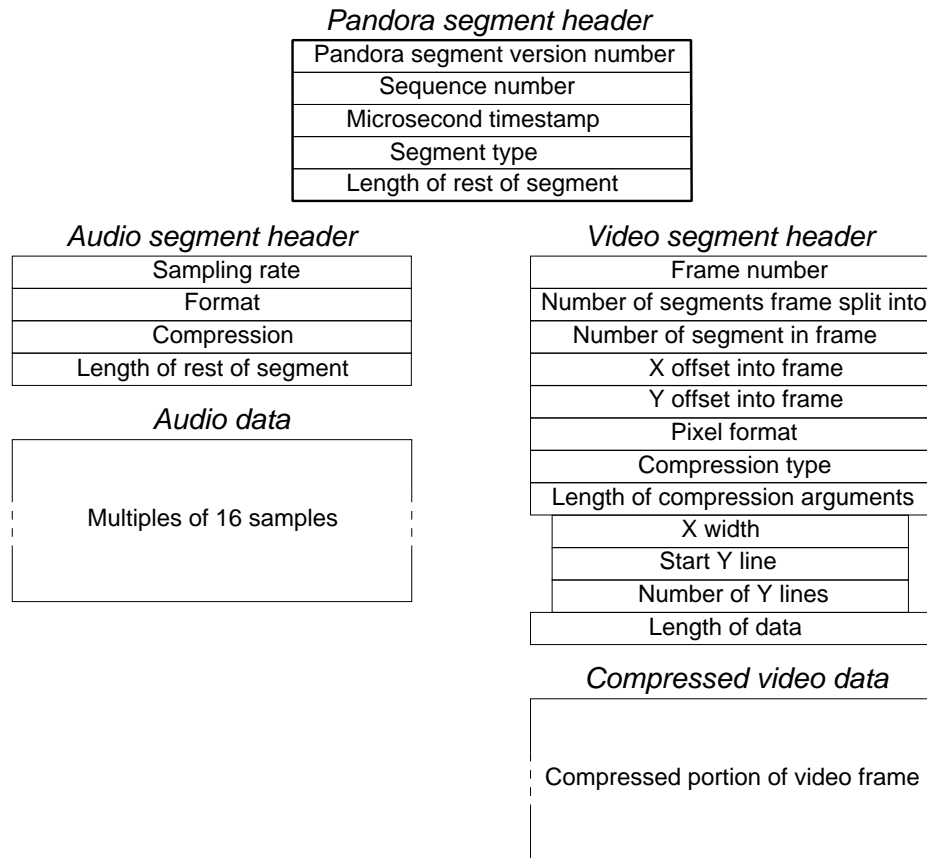 Pandora segment header
Pandora segment version number
Sequence number
Microsecond timestamp
Segment type
Length of rest of segment
Audio segment header
Sampling rate
Format
Compression
Length of rest of segment
Audio data
Multiples of 16 samples
Video segment header
Frame number
Number of segments frame split into
Number of segment in frame
X offset into frame
Y offset into frame
Pixel format
Compression type
Length of compression arguments
X width
Start Y line
Number of Y lines
Length of data
Compressed video data
Compressed portion of video frame